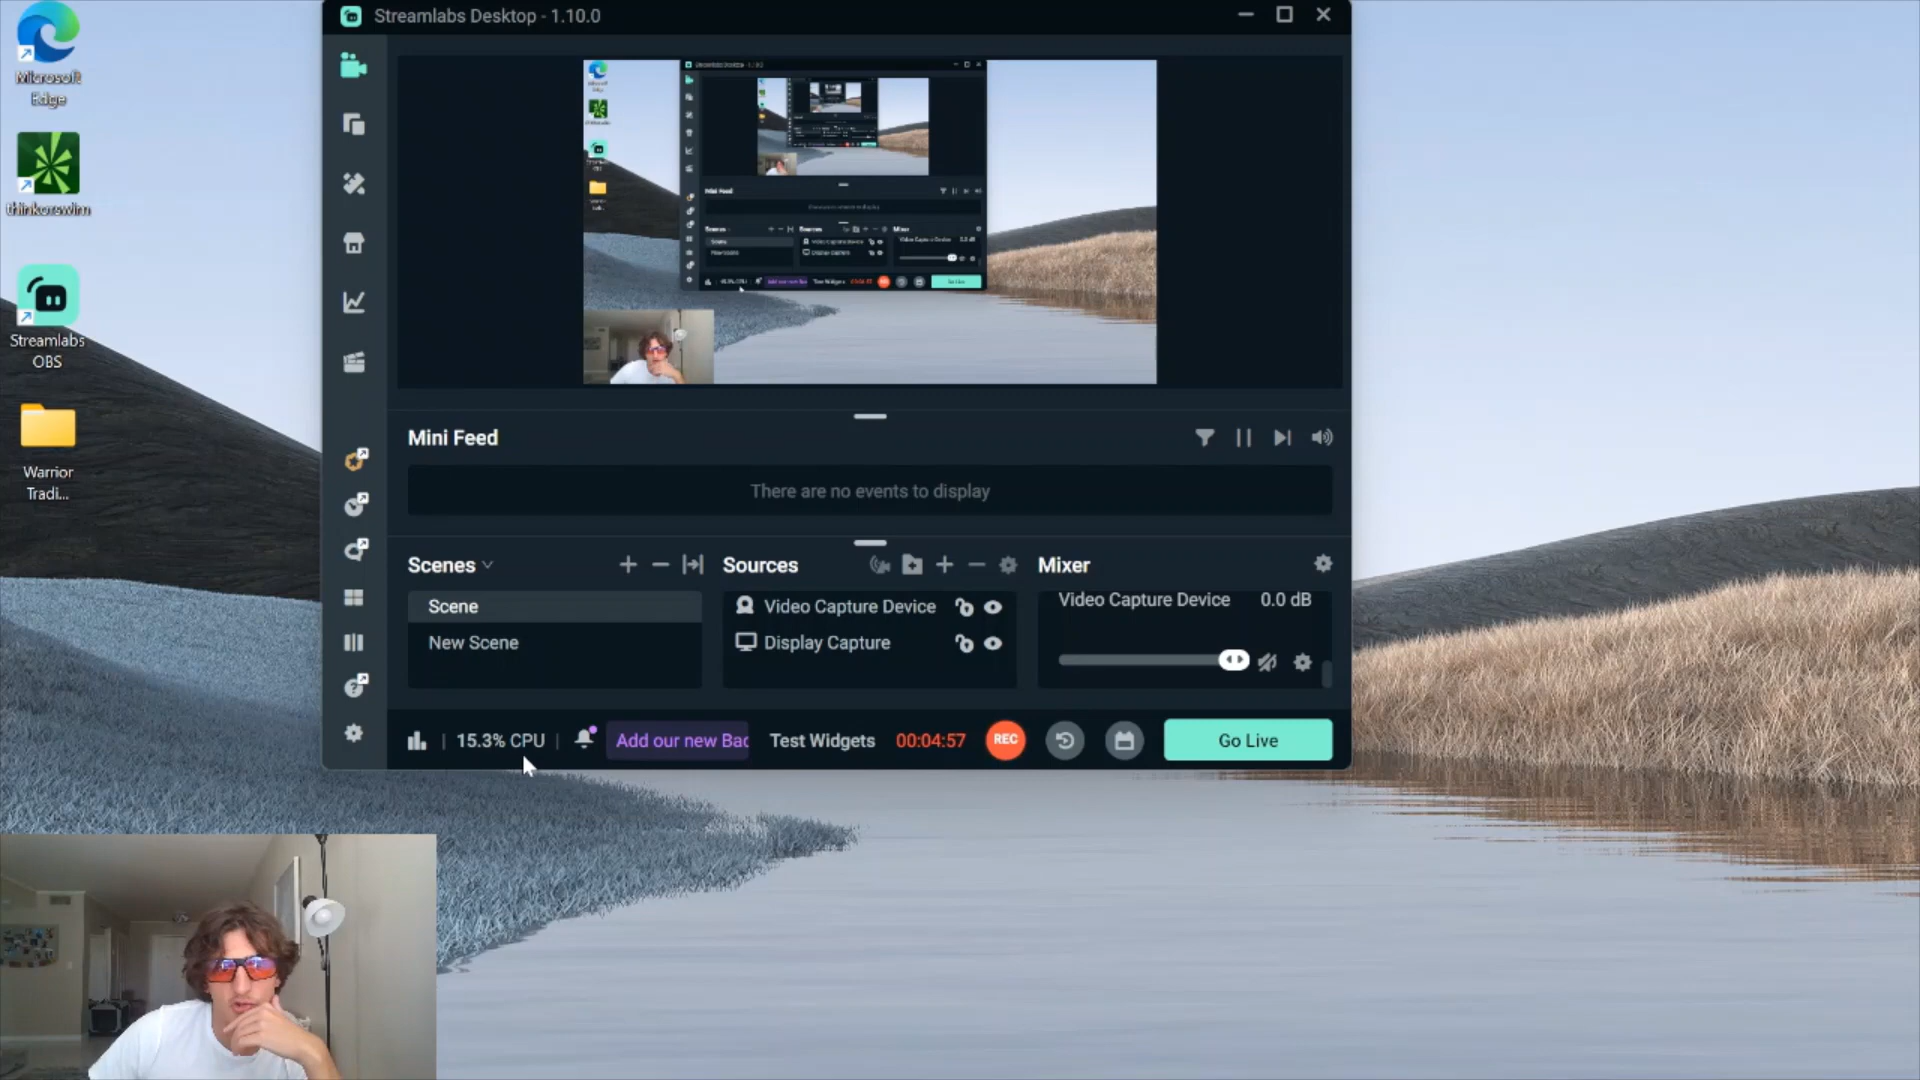 Streamlabs Desktop - 1.10.0
Microsoft
Edge
thinkorswim
Streamlabs
OBS
Warrior
Tradi...
Mini Feed
There are no events to display
Scenes
Sources
Mixer
Scene
New Scene
Video Capture Device
Display Capture
Video Capture Device 0.0 dB
15.3% CPU
Add our new Bac
Test Widgets
00:04:57
REC
Go Live